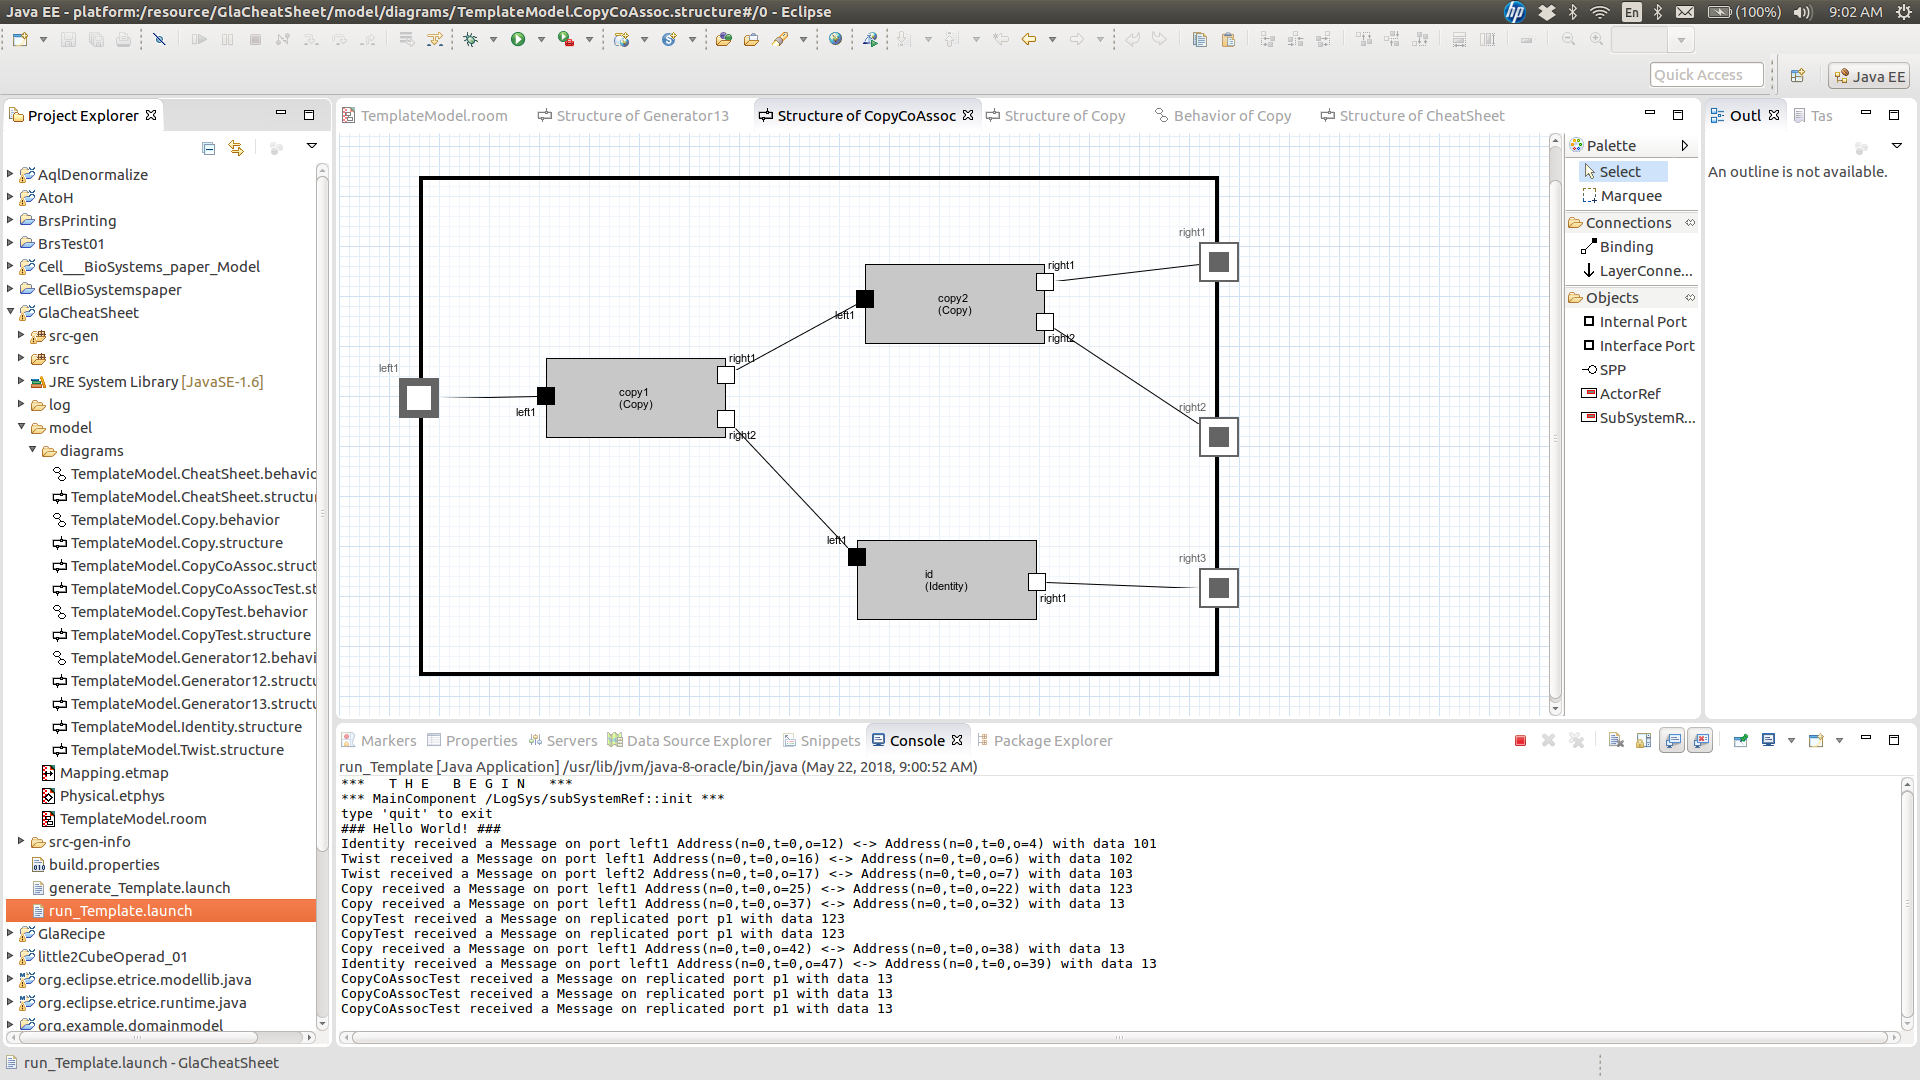 Java EE - platform:/resource/GlaCheatSheet/model/diagrams/TemplateModel.CopyCoAssoc.structure#/0 - Eclipse
En
(100%)
9:02 AM
Quick Access
Java EE
Project Explorer
AqlDenormalize
AtoH
BrsPrinting
BrsTest01
Cell___BioSystems_paper_Model
CellBioSystemspaper
GlaCheatSheet
src-gen
src
JRE System Library [JavaSE-1.6]
log
model
diagrams
TemplateModel.CheatSheet.behavio
TemplateModel.CheatSheet.structur
TemplateModel.Copy.behavior
TemplateModel.Copy.structure
TemplateModel.CopyCoAssoc.struct
TemplateModel.CopyCoAssocTest.st
TemplateModel.CopyTest.behavior
TemplateModel.CopyTest.structure
TemplateModel.Generator12.behavi
TemplateModel.Generator12.structu
TemplateModel.Generator13.structu
TemplateModel.Identity.structure
TemplateModel.Twist.structure
Mapping.etmap
Physical.etphys
TemplateModel.room
src-gen-info
build.properties
generate_Template.launch
run_Template.launch
GlaRecipe
little2CubeOperad_01
org.eclipse.etrice.modellib.java
org.eclipse.etrice.runtime.java
org.example.domainmodel
TemplateModel.room
Structure of Generator13
Structure of CopyCoAssoc
Structure of Copy
Behavior of Copy
Structure of CheatSheet
left1
copy1
(Copy)
left1
right1
right2
copy2
(Copy)
left1
right1
right2
id
(Identity)
left1
right1
right1
right2
right3
Palette
Select
Marquee
Connections
Binding
LayerConne...
Objects
Internal Port
Interface Port
SPP
ActorRef
SubSystemR...
Outl
Tas
An outline is not available.
Markers
Properties
Servers
Data Source Explorer
Snippets
Console
Package Explorer
run_Template [Java Application] /usr/lib/jvm/java-8-oracle/bin/java (May 22, 2018, 9:00:52 AM)
***   T H E   B E G I N   ***
*** MainComponent /LogSys/subSystemRef::init ***
type 'quit' to exit
### Hello World! ###
Identity received a Message on port left1 Address(n=0,t=0,o=12) <-> Address(n=0,t=0,o=4) with data 101
Twist received a Message on port left1 Address(n=0,t=0,o=16) <-> Address(n=0,t=0,o=6) with data 102
Twist received a Message on port left2 Address(n=0,t=0,o=17) <-> Address(n=0,t=0,o=7) with data 103
Copy received a Message on port left1 Address(n=0,t=0,o=25) <-> Address(n=0,t=0,o=22) with data 123
Copy received a Message on port left1 Address(n=0,t=0,o=37) <-> Address(n=0,t=0,o=32) with data 13
CopyTest received a Message on replicated port p1 with data 123
CopyTest received a Message on replicated port p1 with data 123
Copy received a Message on port left1 Address(n=0,t=0,o=42) <-> Address(n=0,t=0,o=38) with data 13
Identity received a Message on port left1 Address(n=0,t=0,o=47) <-> Address(n=0,t=0,o=39) with data 13
CopyCoAssocTest received a Message on replicated port p1 with data 13
CopyCoAssocTest received a Message on replicated port p1 with data 13
CopyCoAssocTest received a Message on replicated port p1 with data 13
run_Template.launch - GlaCheatSheet